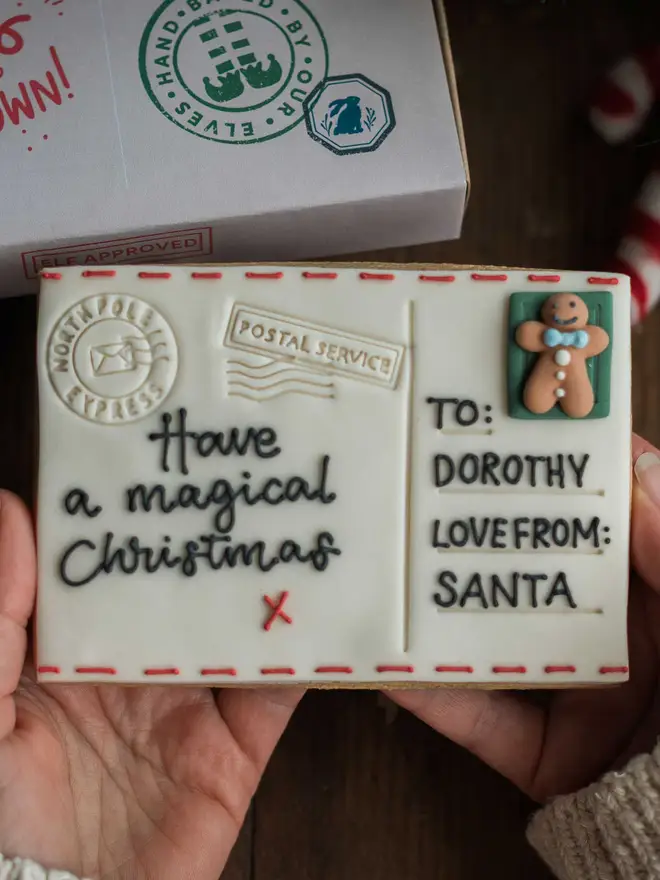 OWN!
HAND • BAKED • BY • OUR • ELVES •
ELF APPROVED
NORTH POLE
EXPRESS
POSTAL SERVICE
Have
a magical
Christmas
x
TO:
DOROTHY
LOVE FROM:
SANTA